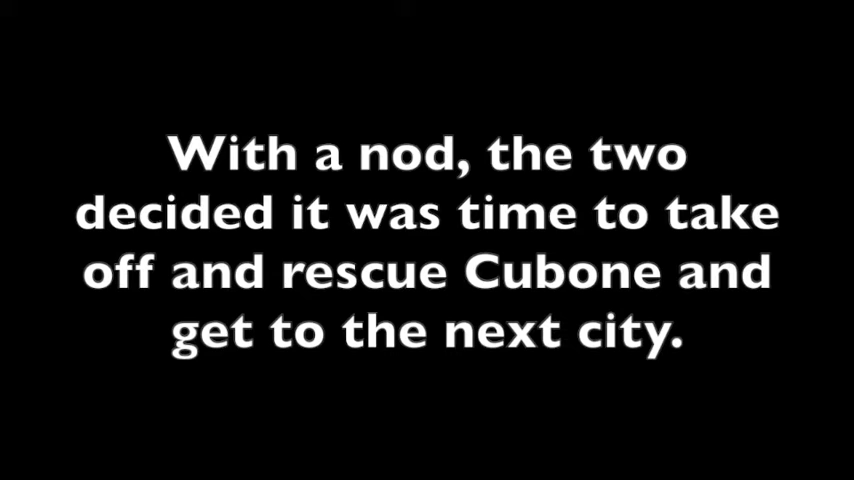 With a nod, the two
decided it was time to take
off and rescue Cubone and
get to the next city.